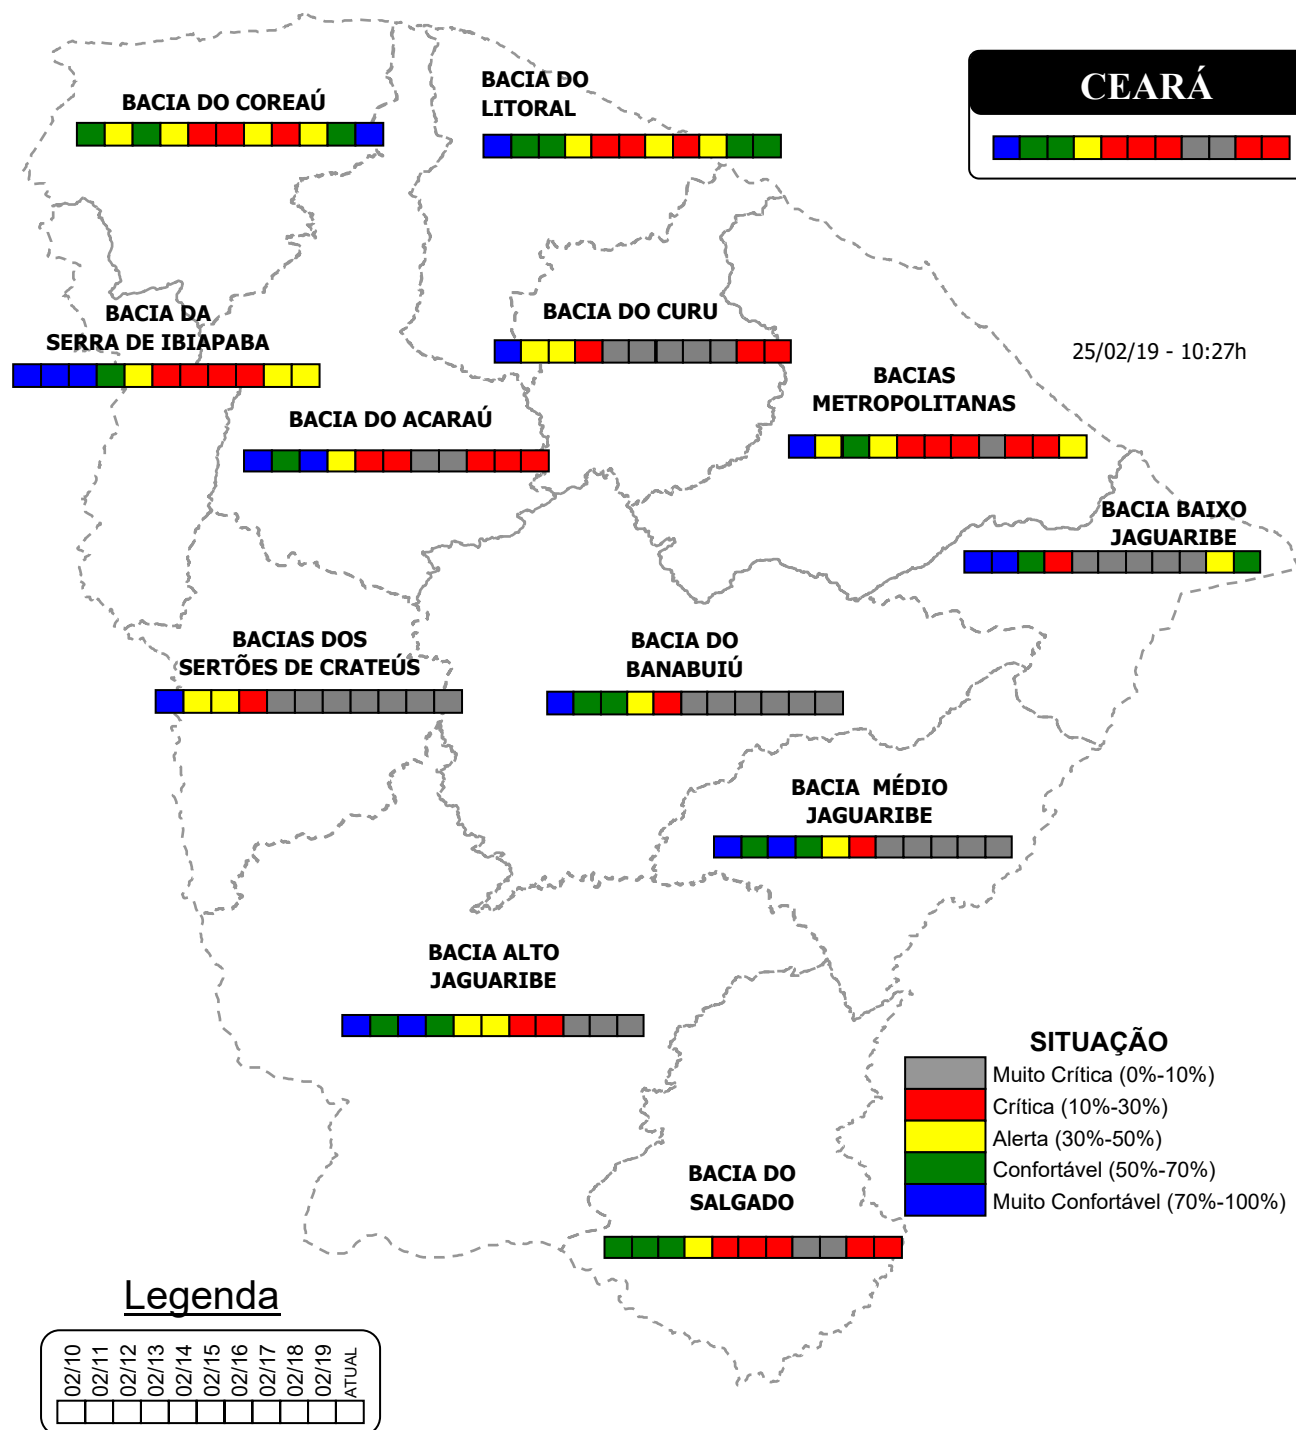 BACIA DO COREAÚ
BACIA DO
LITORAL
CEARÁ
BACIA DA
SERRA DE IBIAPABA
BACIA DO CURU
25/02/19 - 10:27h
BACIAS
METROPOLITANAS
BACIA DO ACARAÚ
BACIA BAIXO
JAGUARIBE
BACIAS DOS
SERTÕES DE CRATEÚS
BACIA DO
BANABUIÚ
BACIA MÉDIO
JAGUARIBE
BACIA ALTO
JAGUARIBE
SITUAÇÃO
Muito Crítica (0%-10%)
Crítica (10%-30%)
Alerta (30%-50%)
Confortável (50%-70%)
Muito Confortável (70%-100%)
BACIA DO
SALGADO
Legenda
02/10
02/11
02/12
02/13
02/14
02/15
02/16
02/17
02/18
02/19
ATUAL